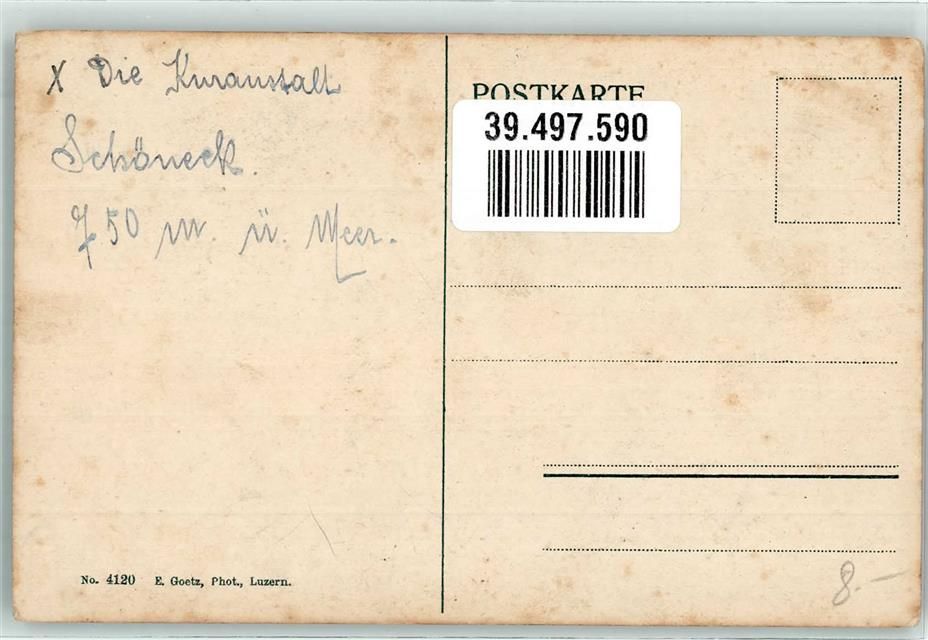 X Die Kuranstalt
Schöneck.
750 m. ü. Meer.
POSTKARTE
39.497.590
No. 4120 E. Goetz, Phot., Luzern.
8.–